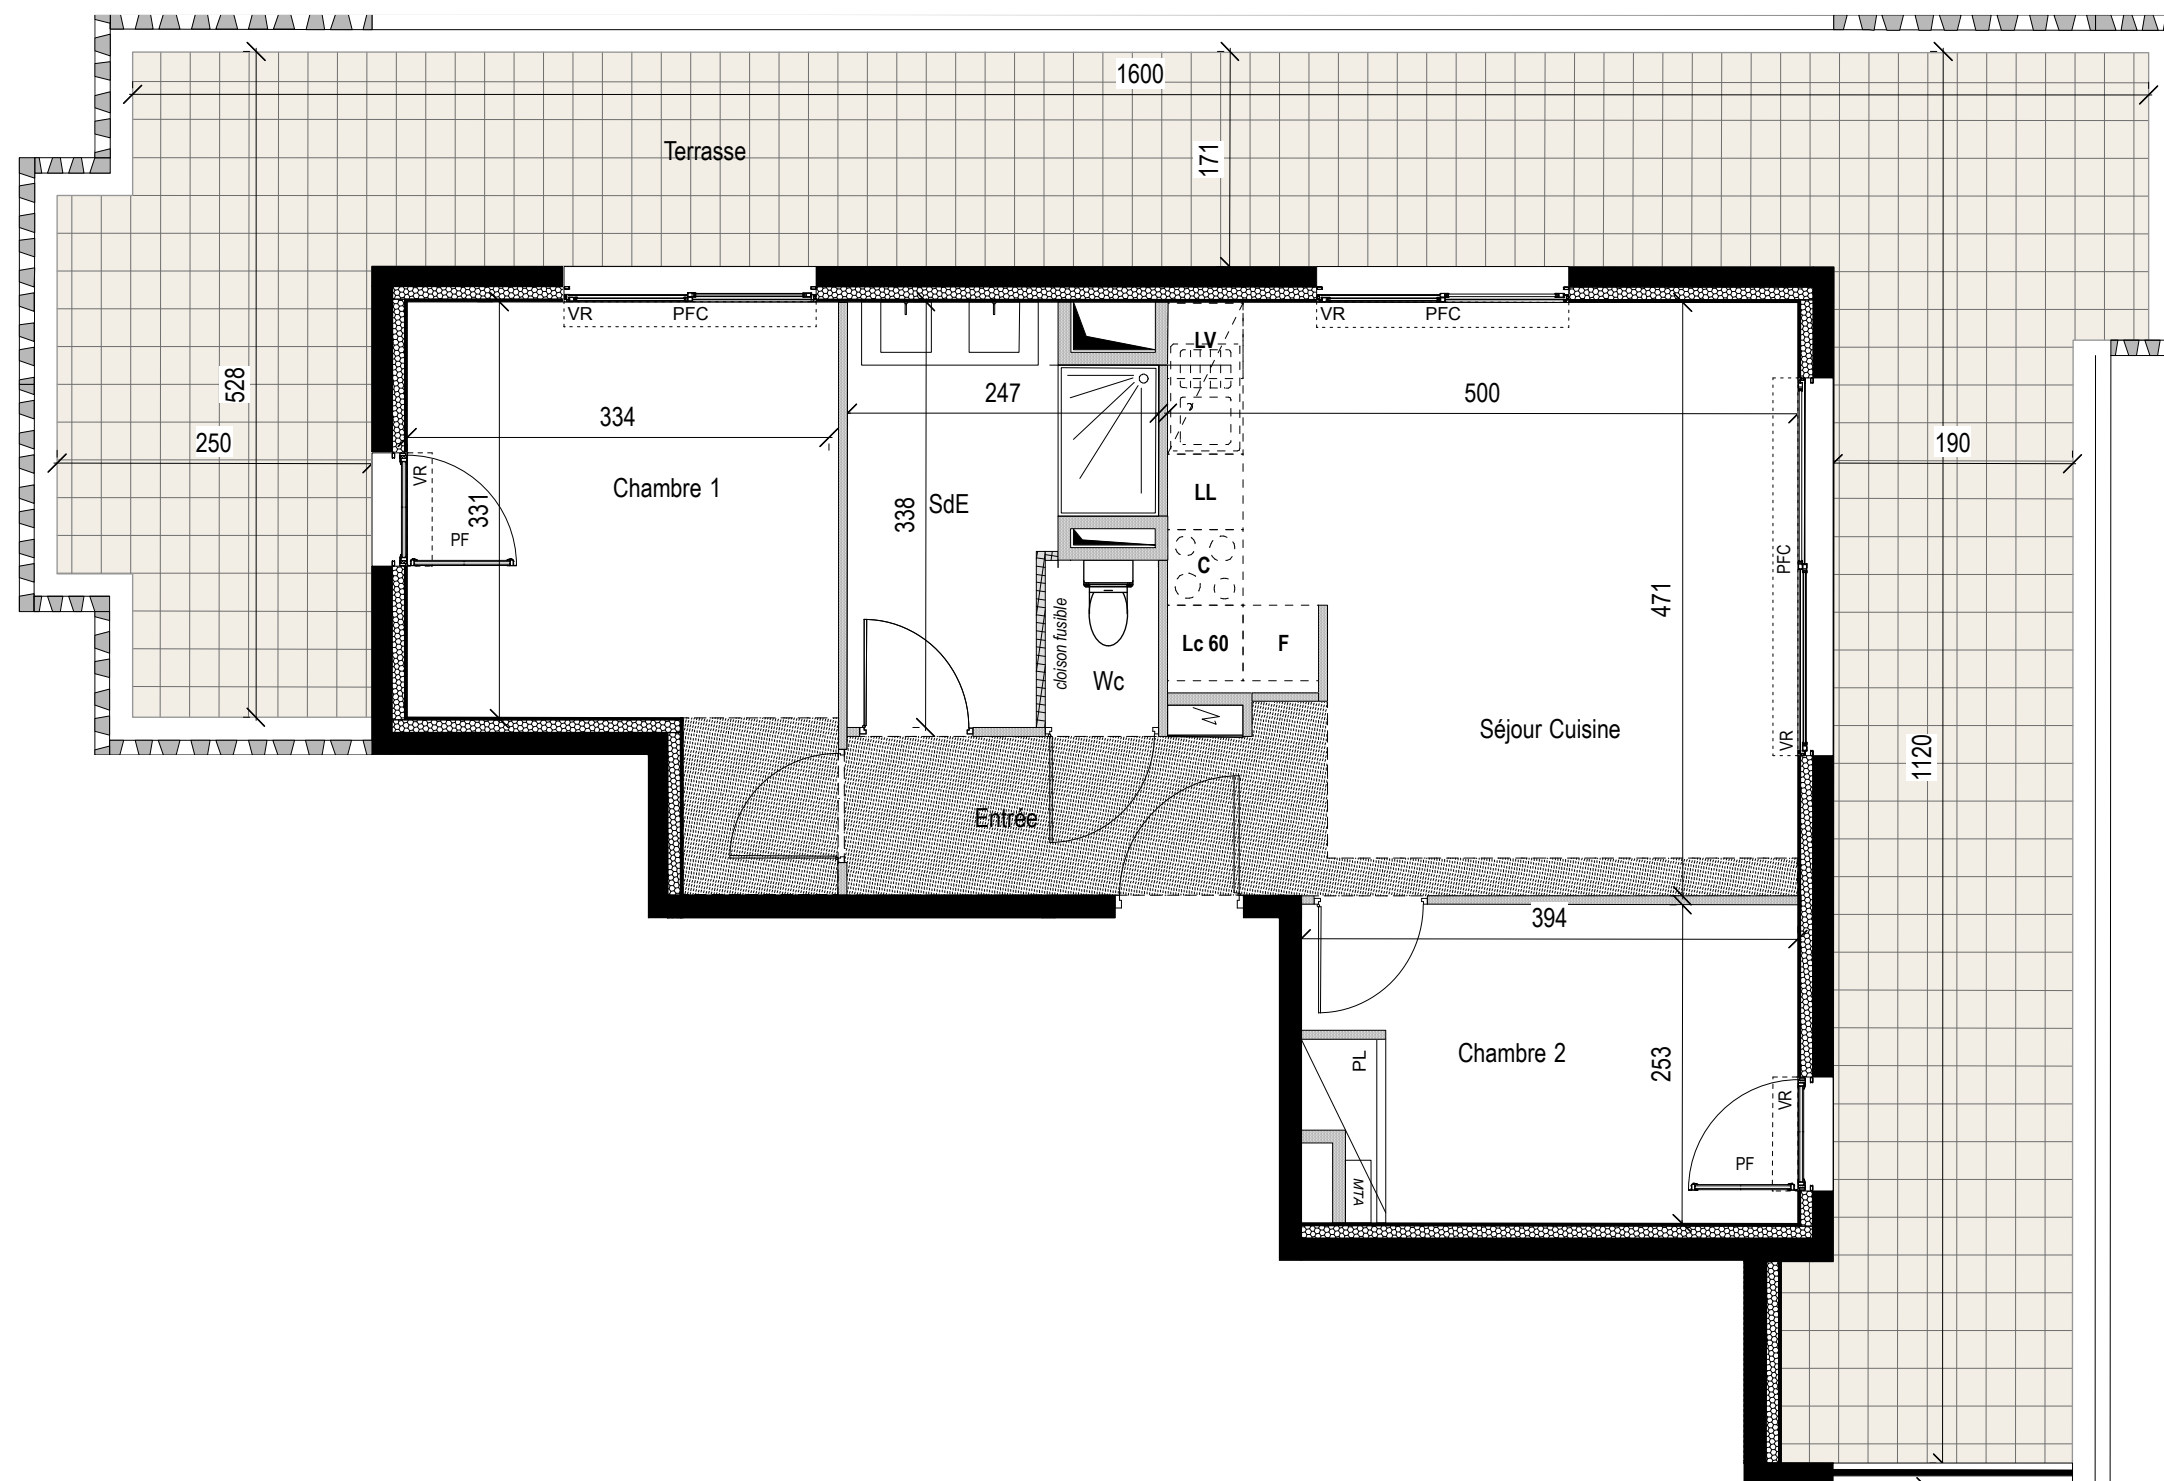 1600
Terrasse
171
VR PFC
VR PFC
LV
528
247
500
334
250
190
VR
Chambre 1
331
338
SdE
LL
PF
PFC
C
471
cloison fusible
Lc 60
F
Wc
Séjour Cuisine
VR
1120
Entrée
394
PL
Chambre 2
253
VR
PF
MTA